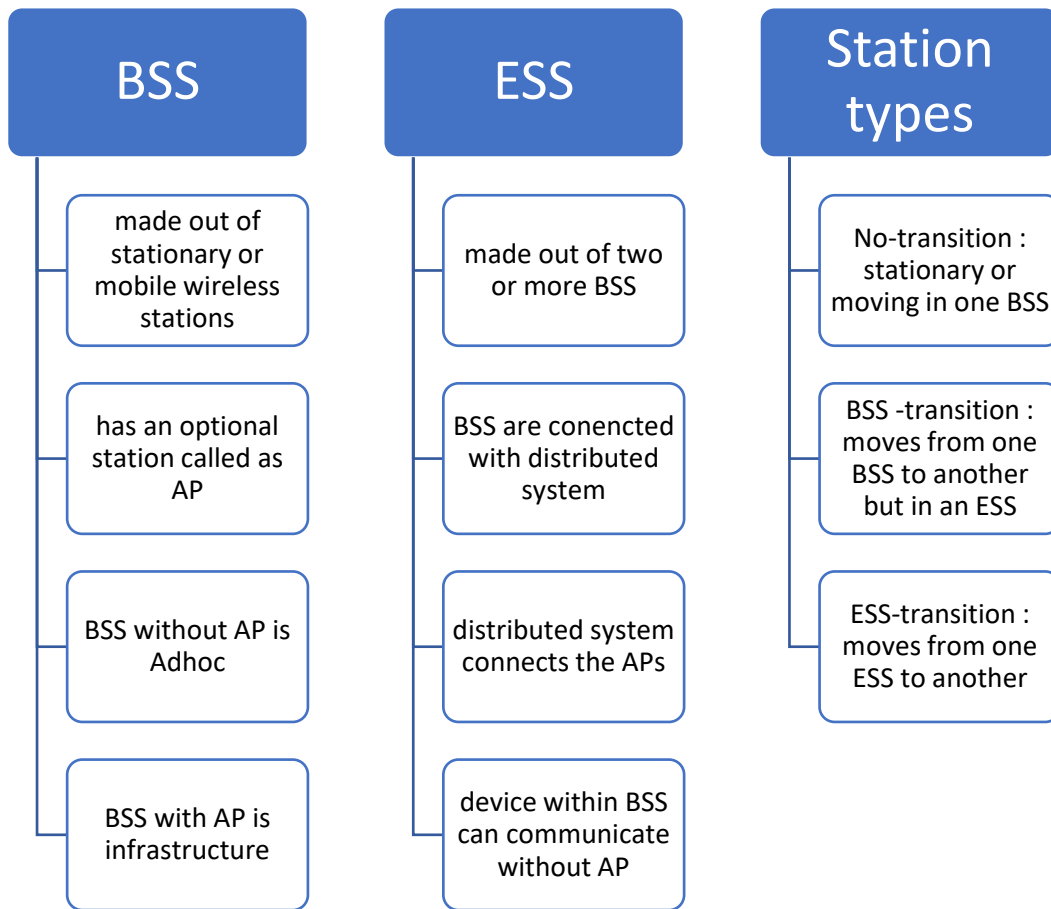 BSS
made out of
stationary or
mobile wireless
stations
has an optional
station called as
AP
BSS without AP is
Adhoc
BSS with AP is
infrastructure
ESS
made out of two
or more BSS
BSS are conencted
with distributed
system
distributed system
connects the APs
device within BSS
can communicate
without AP
Station
types
No-transition :
stationary or
moving in one BSS
BSS -transition :
moves from one
BSS to another
but in an ESS
ESS-transition :
moves from one
ESS to another